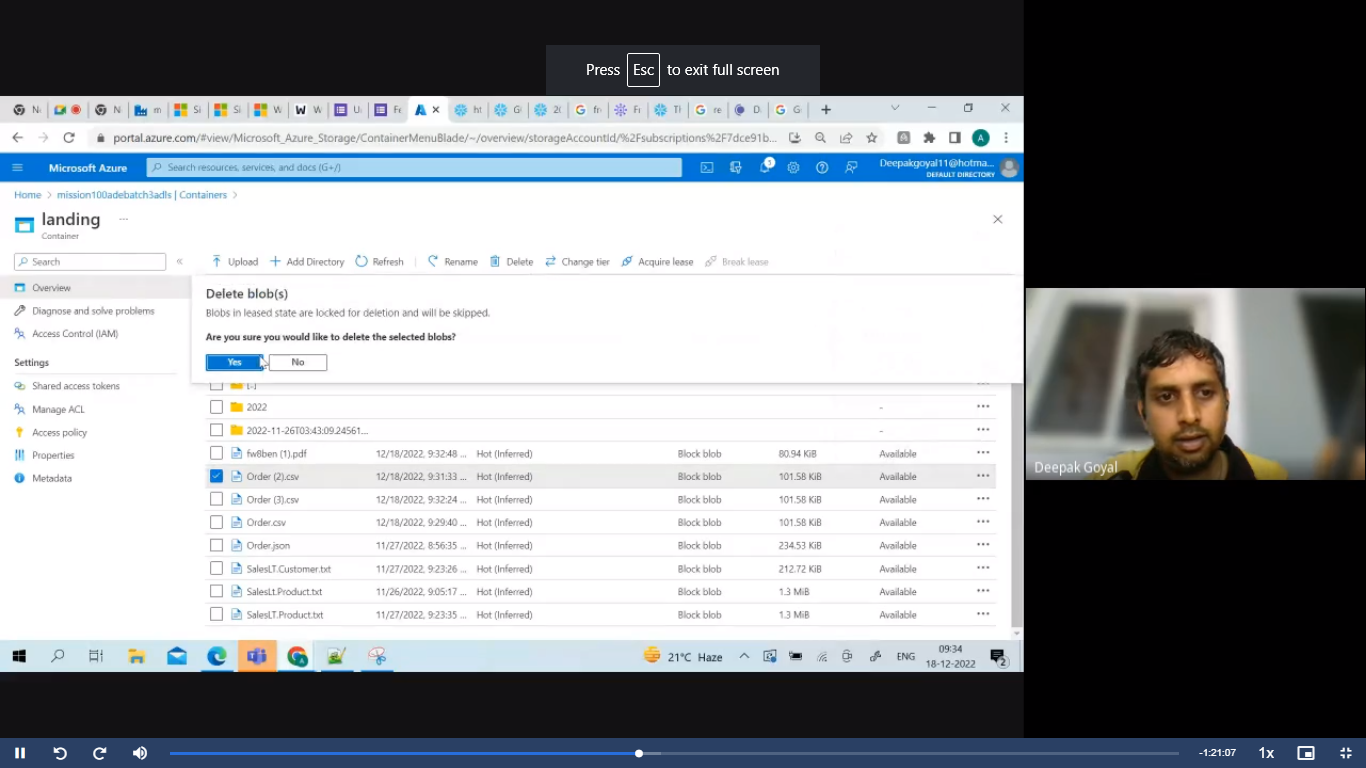 Press Esc to exit full screen
portal.azure.com/#view/Microsoft_Azure_Storage/ContainerMenuBlade/~/overview/storageAccountId/%2Fsubscriptions%2F7dce91b...
Microsoft Azure
Search resources, services, and docs (G+/)
1
Deepakgoyal11@hotma...
DEFAULT DIRECTORY
Home > mission100adebatch3adls | Containers >
landing ...
Container
Search «
Upload Add Directory Refresh Rename Delete Change tier Acquire lease Break lease
Overview
Diagnose and solve problems
Access Control (IAM)
Settings
Shared access tokens
Manage ACL
Access policy
Properties
Metadata
Delete blob(s)
Blobs in leased state are locked for deletion and will be skipped.
Are you sure you would like to delete the selected blobs?
Yes No
[..]
2022 - ...
2022-11-26T03:43:09.24561... - ...
fw8ben (1).pdf 12/18/2022, 9:32:48 ... Hot (Inferred) Block blob 80.94 KiB Available ...
Order (2).csv 12/18/2022, 9:31:33 ... Hot (Inferred) Block blob 101.58 KiB Available ...
Order (3).csv 12/18/2022, 9:32:24 ... Hot (Inferred) Block blob 101.58 KiB Available ...
Order.csv 12/18/2022, 9:29:40 ... Hot (Inferred) Block blob 101.58 KiB Available ...
Order.json 11/27/2022, 8:56:35 ... Hot (Inferred) Block blob 234.53 KiB Available ...
SalesLT.Customer.txt 11/27/2022, 9:23:26 ... Hot (Inferred) Block blob 212.72 KiB Available ...
SalesLt.Product.txt 11/26/2022, 9:05:17 ... Hot (Inferred) Block blob 1.3 MiB Available ...
SalesLT.Product.txt 11/27/2022, 9:23:35 ... Hot (Inferred) Block blob 1.3 MiB Available ...
Deepak Goyal
21°C Haze ENG 09:34
18-12-2022
2
-1:21:07 1x